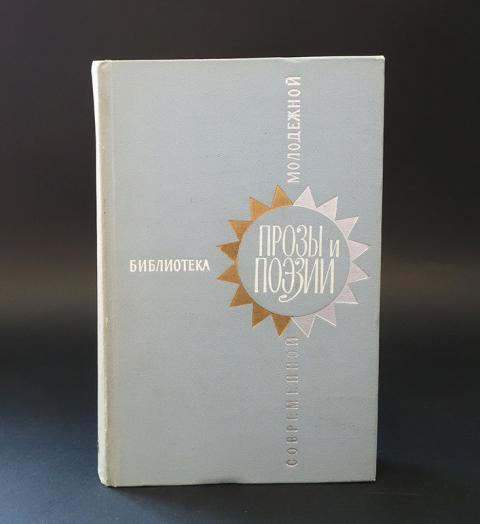 БИБЛИОТЕКА
СОВРЕМЕННОЙ
МОЛОДЕЖНОЙ
ПРОЗЫ И
ПОЭЗИИ